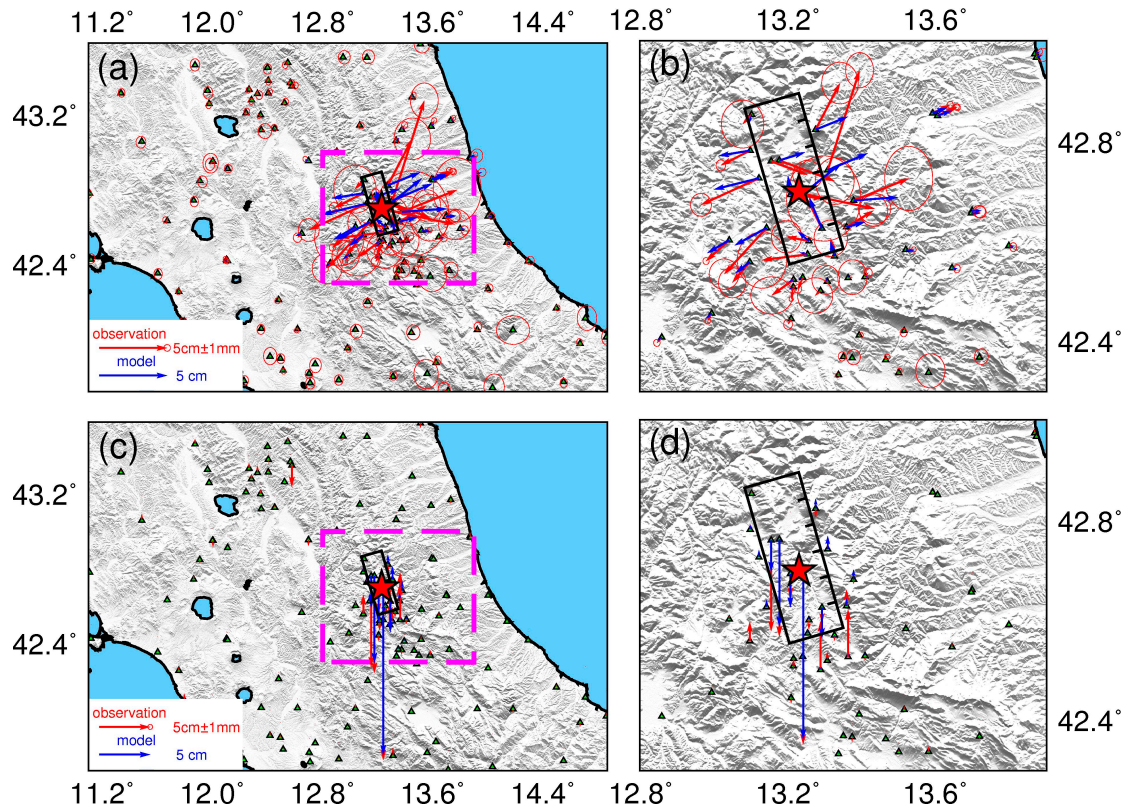 11.2° 12.0° 12.8° 13.6° 14.4° 12.8° 13.2° 13.6°
(a) (b)
43.2° 42.8°
42.4° 42.4°
observation
5cm±1mm
model
5 cm
(c) (d)
43.2° 42.8°
42.4° 42.4°
observation
5cm±1mm
model
5 cm
11.2° 12.0° 12.8° 13.6° 14.4° 12.8° 13.2° 13.6°